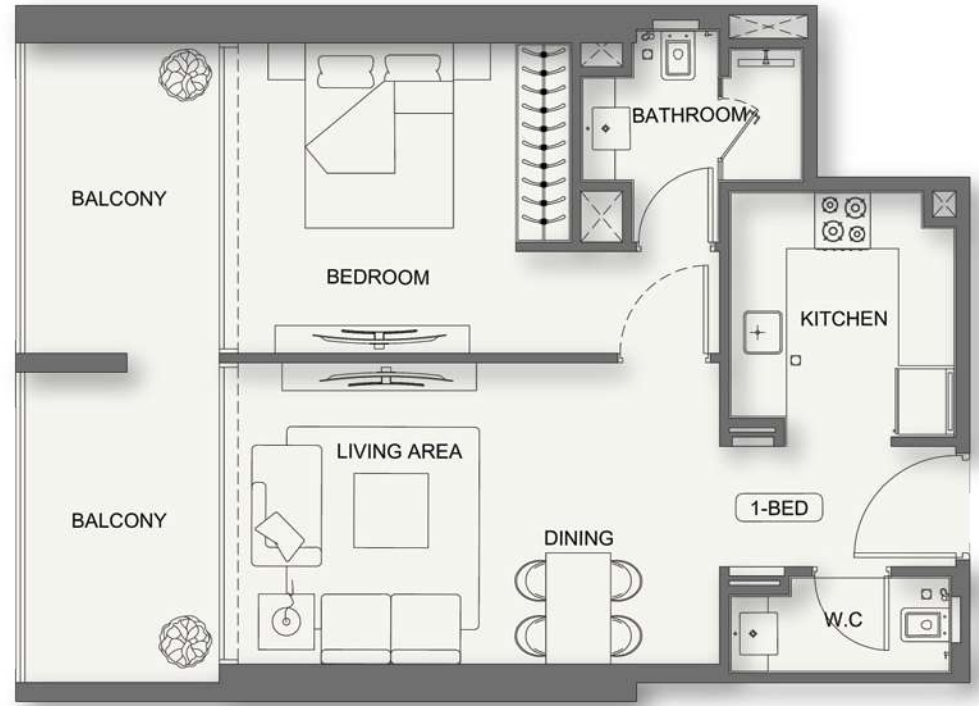 BATHROOM
BALCONY
BEDROOM
KITCHEN
LIVING AREA
1-BED
BALCONY
DINING
W.C